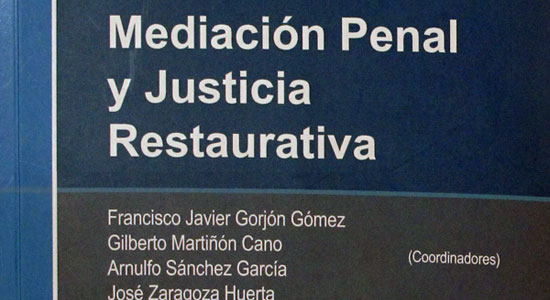 Mediación Penal
y Justicia
Restaurativa
Francisco Javier Gorjón Gómez
Gilberto Martiñón Cano
Arnulfo Sánchez García
(Coordinadores)
José Zaragoza Huerta